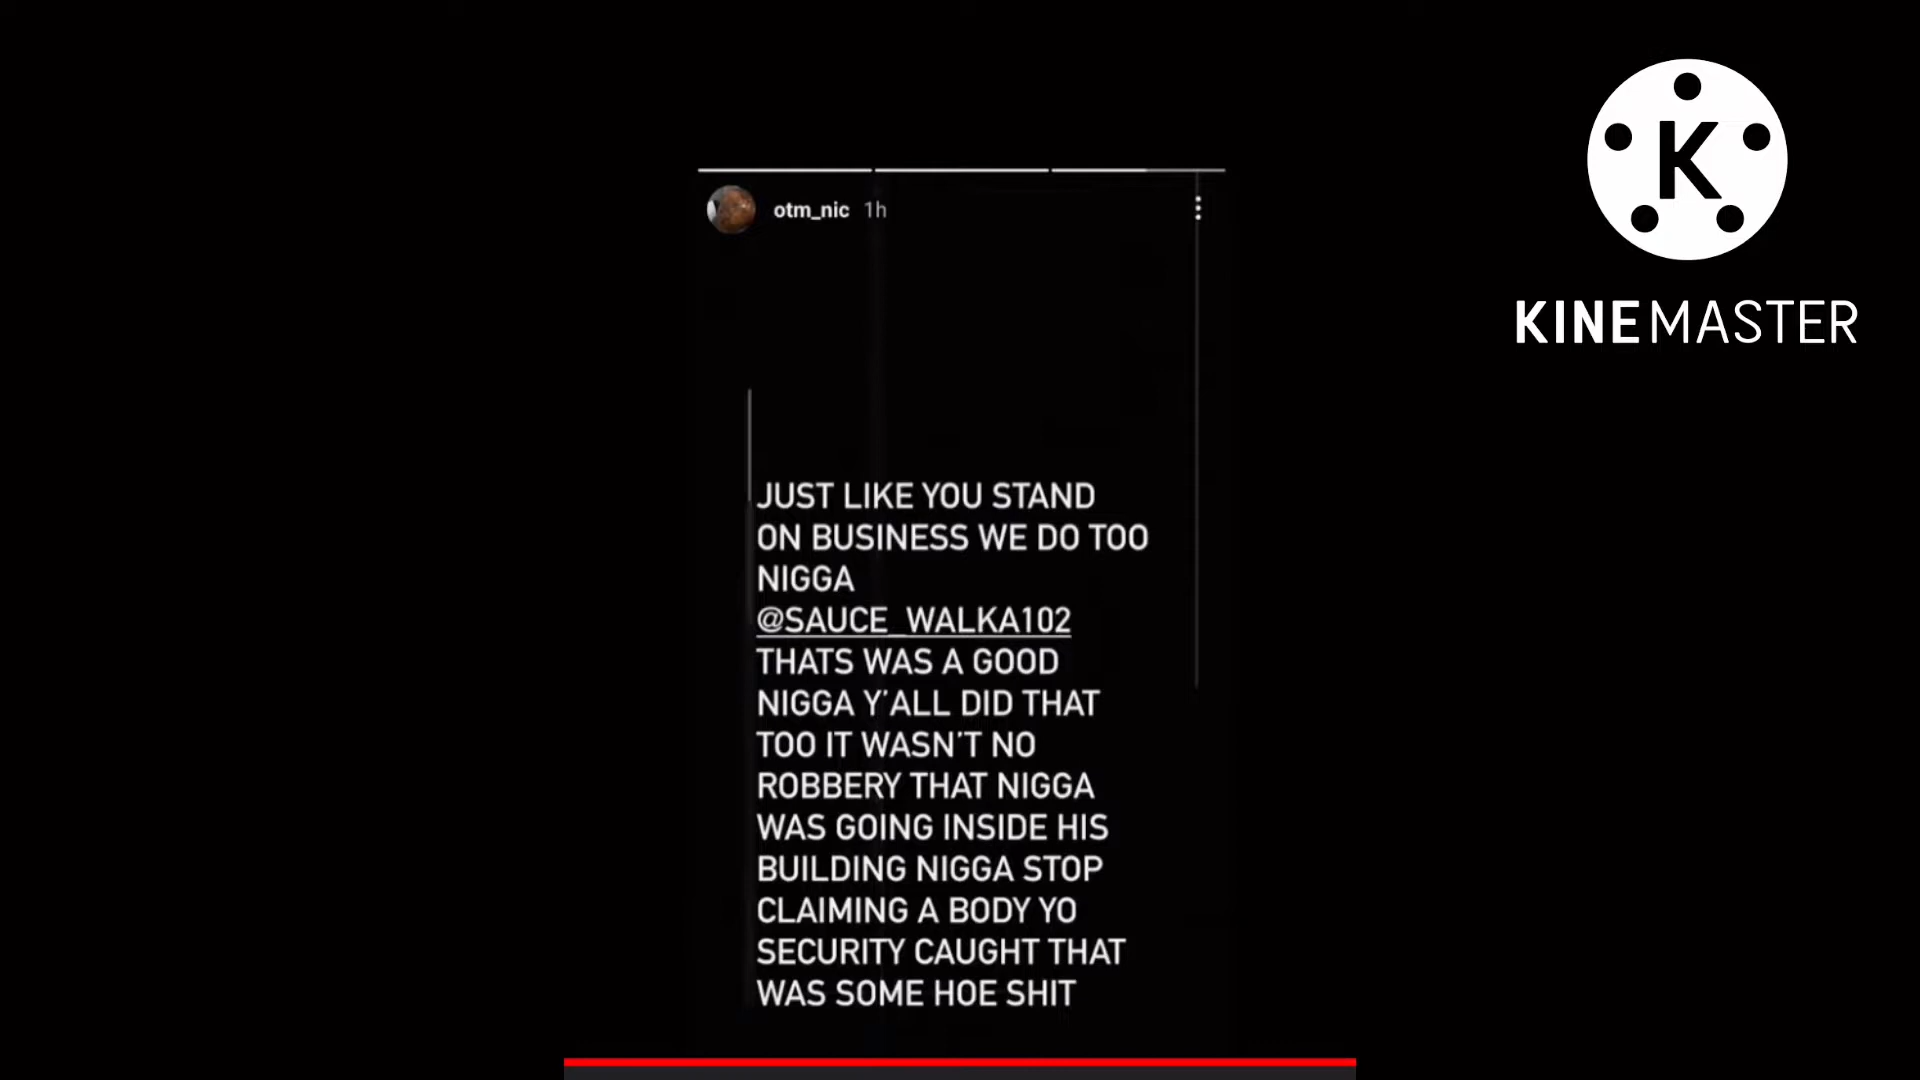 otm_nic 1h
JUST LIKE YOU STAND
ON BUSINESS WE DO TOO
NIGGA
@SAUCE_WALKA102
THATS WAS A GOOD
NIGGA Y'ALL DID THAT
TOO IT WASN'T NO
ROBBERY THAT NIGGA
WAS GOING INSIDE HIS
BUILDING NIGGA STOP
CLAIMING A BODY YO
SECURITY CAUGHT THAT
WAS SOME HOE SHIT
K
KINEMASTER